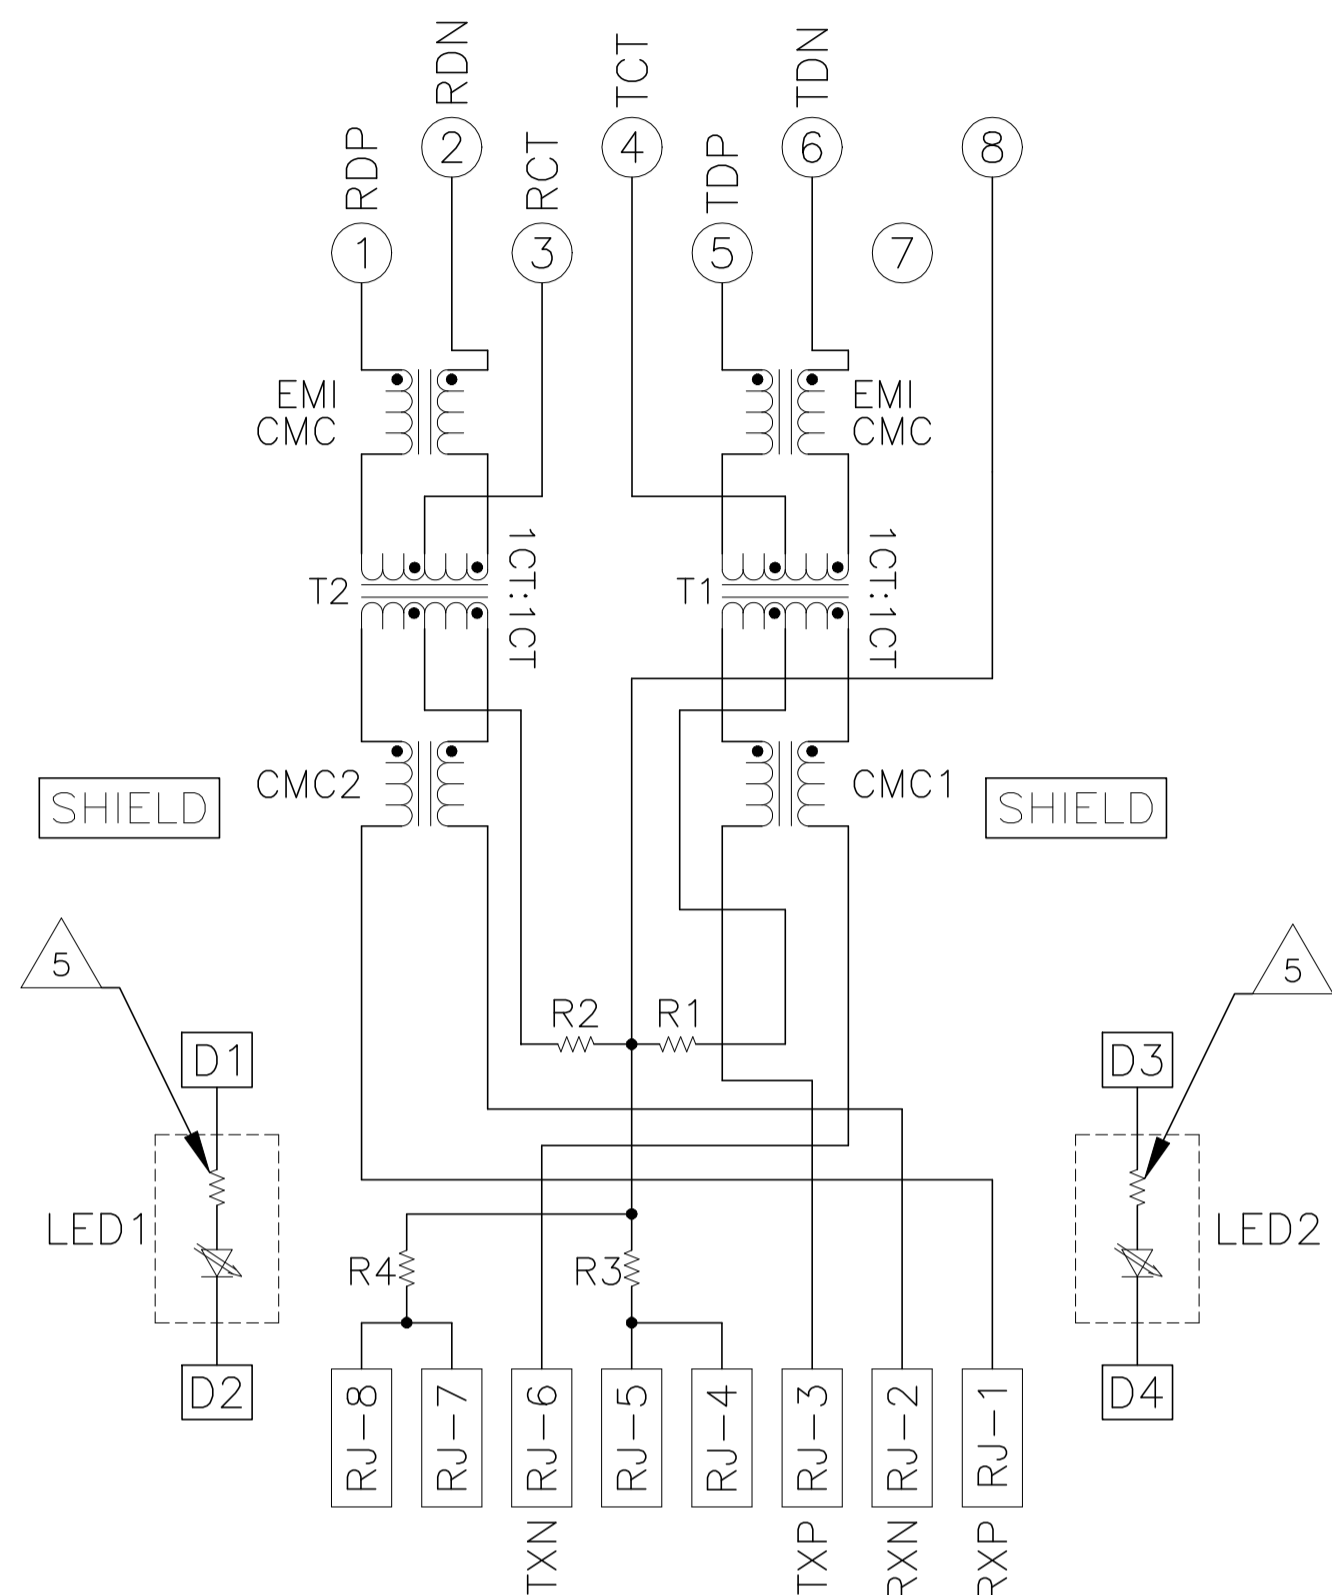 RDN
TCT
TDN
2
4
6
8
RDP
RCT
TDP
1
3
5
7
EMI
CMC
EMI
CMC
1CT:1CT
1CT:1CT
T2
T1
CMC2
CMC1
SHIELD
SHIELD
5
5
R2
R1
D1
D3
LED1
LED2
R4
R3
D2
D4
RJ-8
RJ-7
RJ-6
RJ-5
RJ-4
RJ-3
RJ-2
RJ-1
TXN
TXP
RXN
RXP